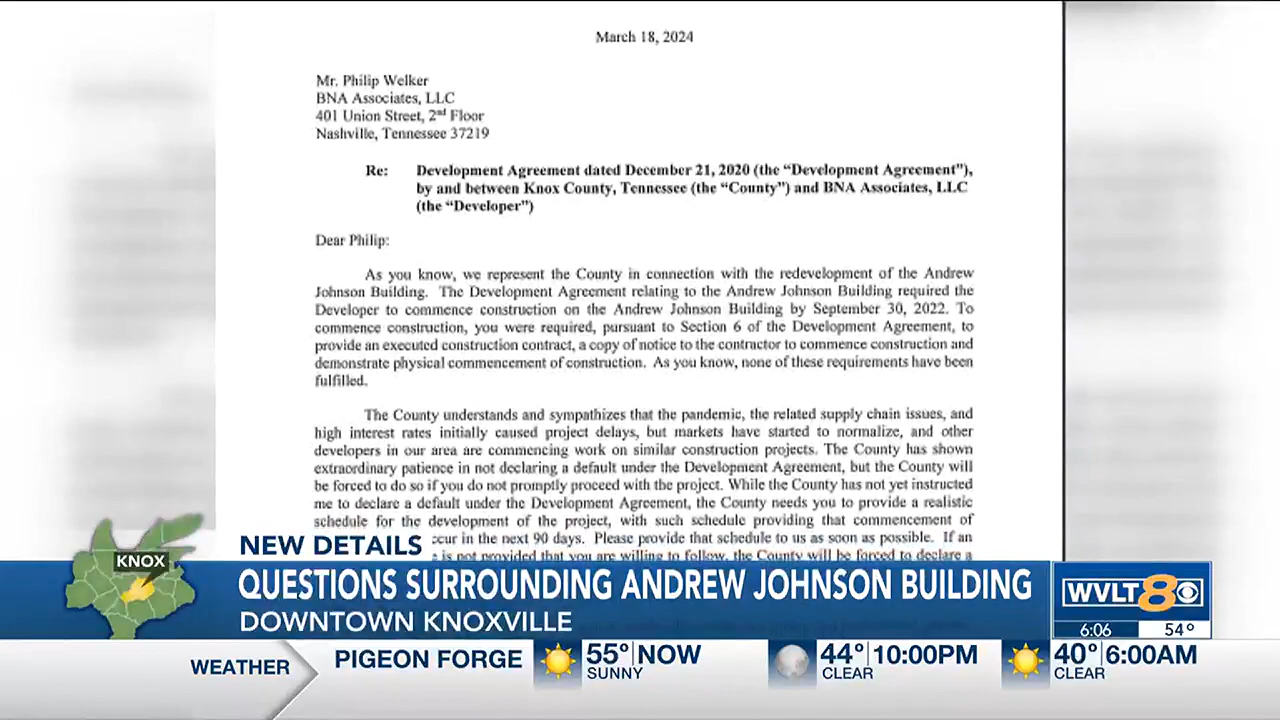 March 18, 2024
Mr. Philip Welker
BNA Associates, LLC
401 Union Street, 2nd Floor
Nashville, Tennessee 37219
Re: Development Agreement dated December 21, 2020 (the “Development Agreement”),
by and between Knox County, Tennessee (the “County”) and BNA Associates, LLC
(the “Developer”)
Dear Philip:
As you know, we represent the County in connection with the redevelopment of the Andrew
Johnson Building. The Development Agreement relating to the Andrew Johnson Building required the
Developer to commence construction on the Andrew Johnson Building by September 30, 2022. To
commence construction, you were required, pursuant to Section 6 of the Development Agreement, to
provide an executed construction contract, a copy of notice to the contractor to commence construction and
demonstrate physical commencement of construction. As you know, none of these requirements have been
fulfilled.
The County understands and sympathizes that the pandemic, the related supply chain issues, and
high interest rates initially caused project delays, but markets have started to normalize, and other
developers in our area are commencing work on similar construction projects. The County has shown
extraordinary patience in not declaring a default under the Development Agreement, but the County will
be forced to do so if you do not promptly proceed with the project. While the County has not yet instructed
me to declare a default under the Development Agreement, the County needs you to provide a realistic
schedule for the development of the project, with such schedule providing that commencement of
cur in the next 90 days. Please provide that schedule to us as soon as possible. If an
is not provided that you are willing to follow, the County will be forced to declare a
KNOX
NEW DETAILS
QUESTIONS SURROUNDING ANDREW JOHNSON BUILDING
DOWNTOWN KNOXVILLE
WVLT 8
6:06 54°
WEATHER
PIGEON FORGE
55° NOW
SUNNY
44° 10:00PM
CLEAR
40° 6:00AM
CLEAR